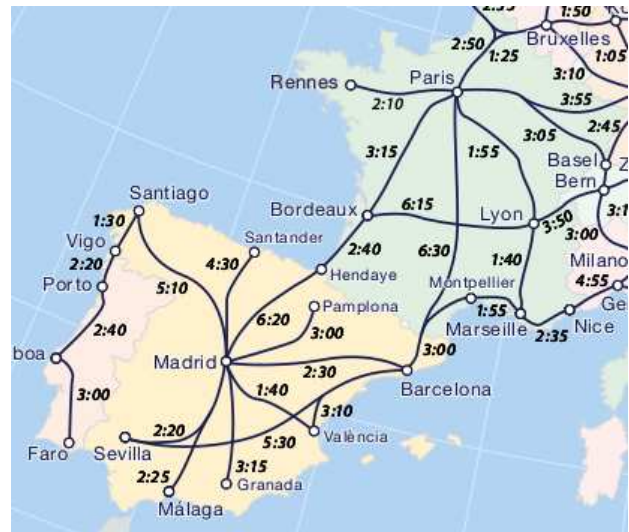 2:35
1:50
Bruxelles
2:50
1:25
1:05
Paris
3:10
Rennes
2:10
3:55
3:05
2:45
3:15
1:55
Basel
Bern
Santiago
6:15
Bordeaux
Lyon
3:50
1:30
Santander
3:00
Vigo
2:40
6:30
1:40
Milano
2:20
4:30
Hendaye
Montpellier
4:55
Porto
5:10
6:20
Pamplona
1:55
Marseille
Nice
2:40
3:00
2:35
boa
Madrid
2:30
3:00
1:40
Barcelona
3:00
3:10
2:20
5:30
València
Faro
Sevilla
3:15
2:25
Granada
Málaga